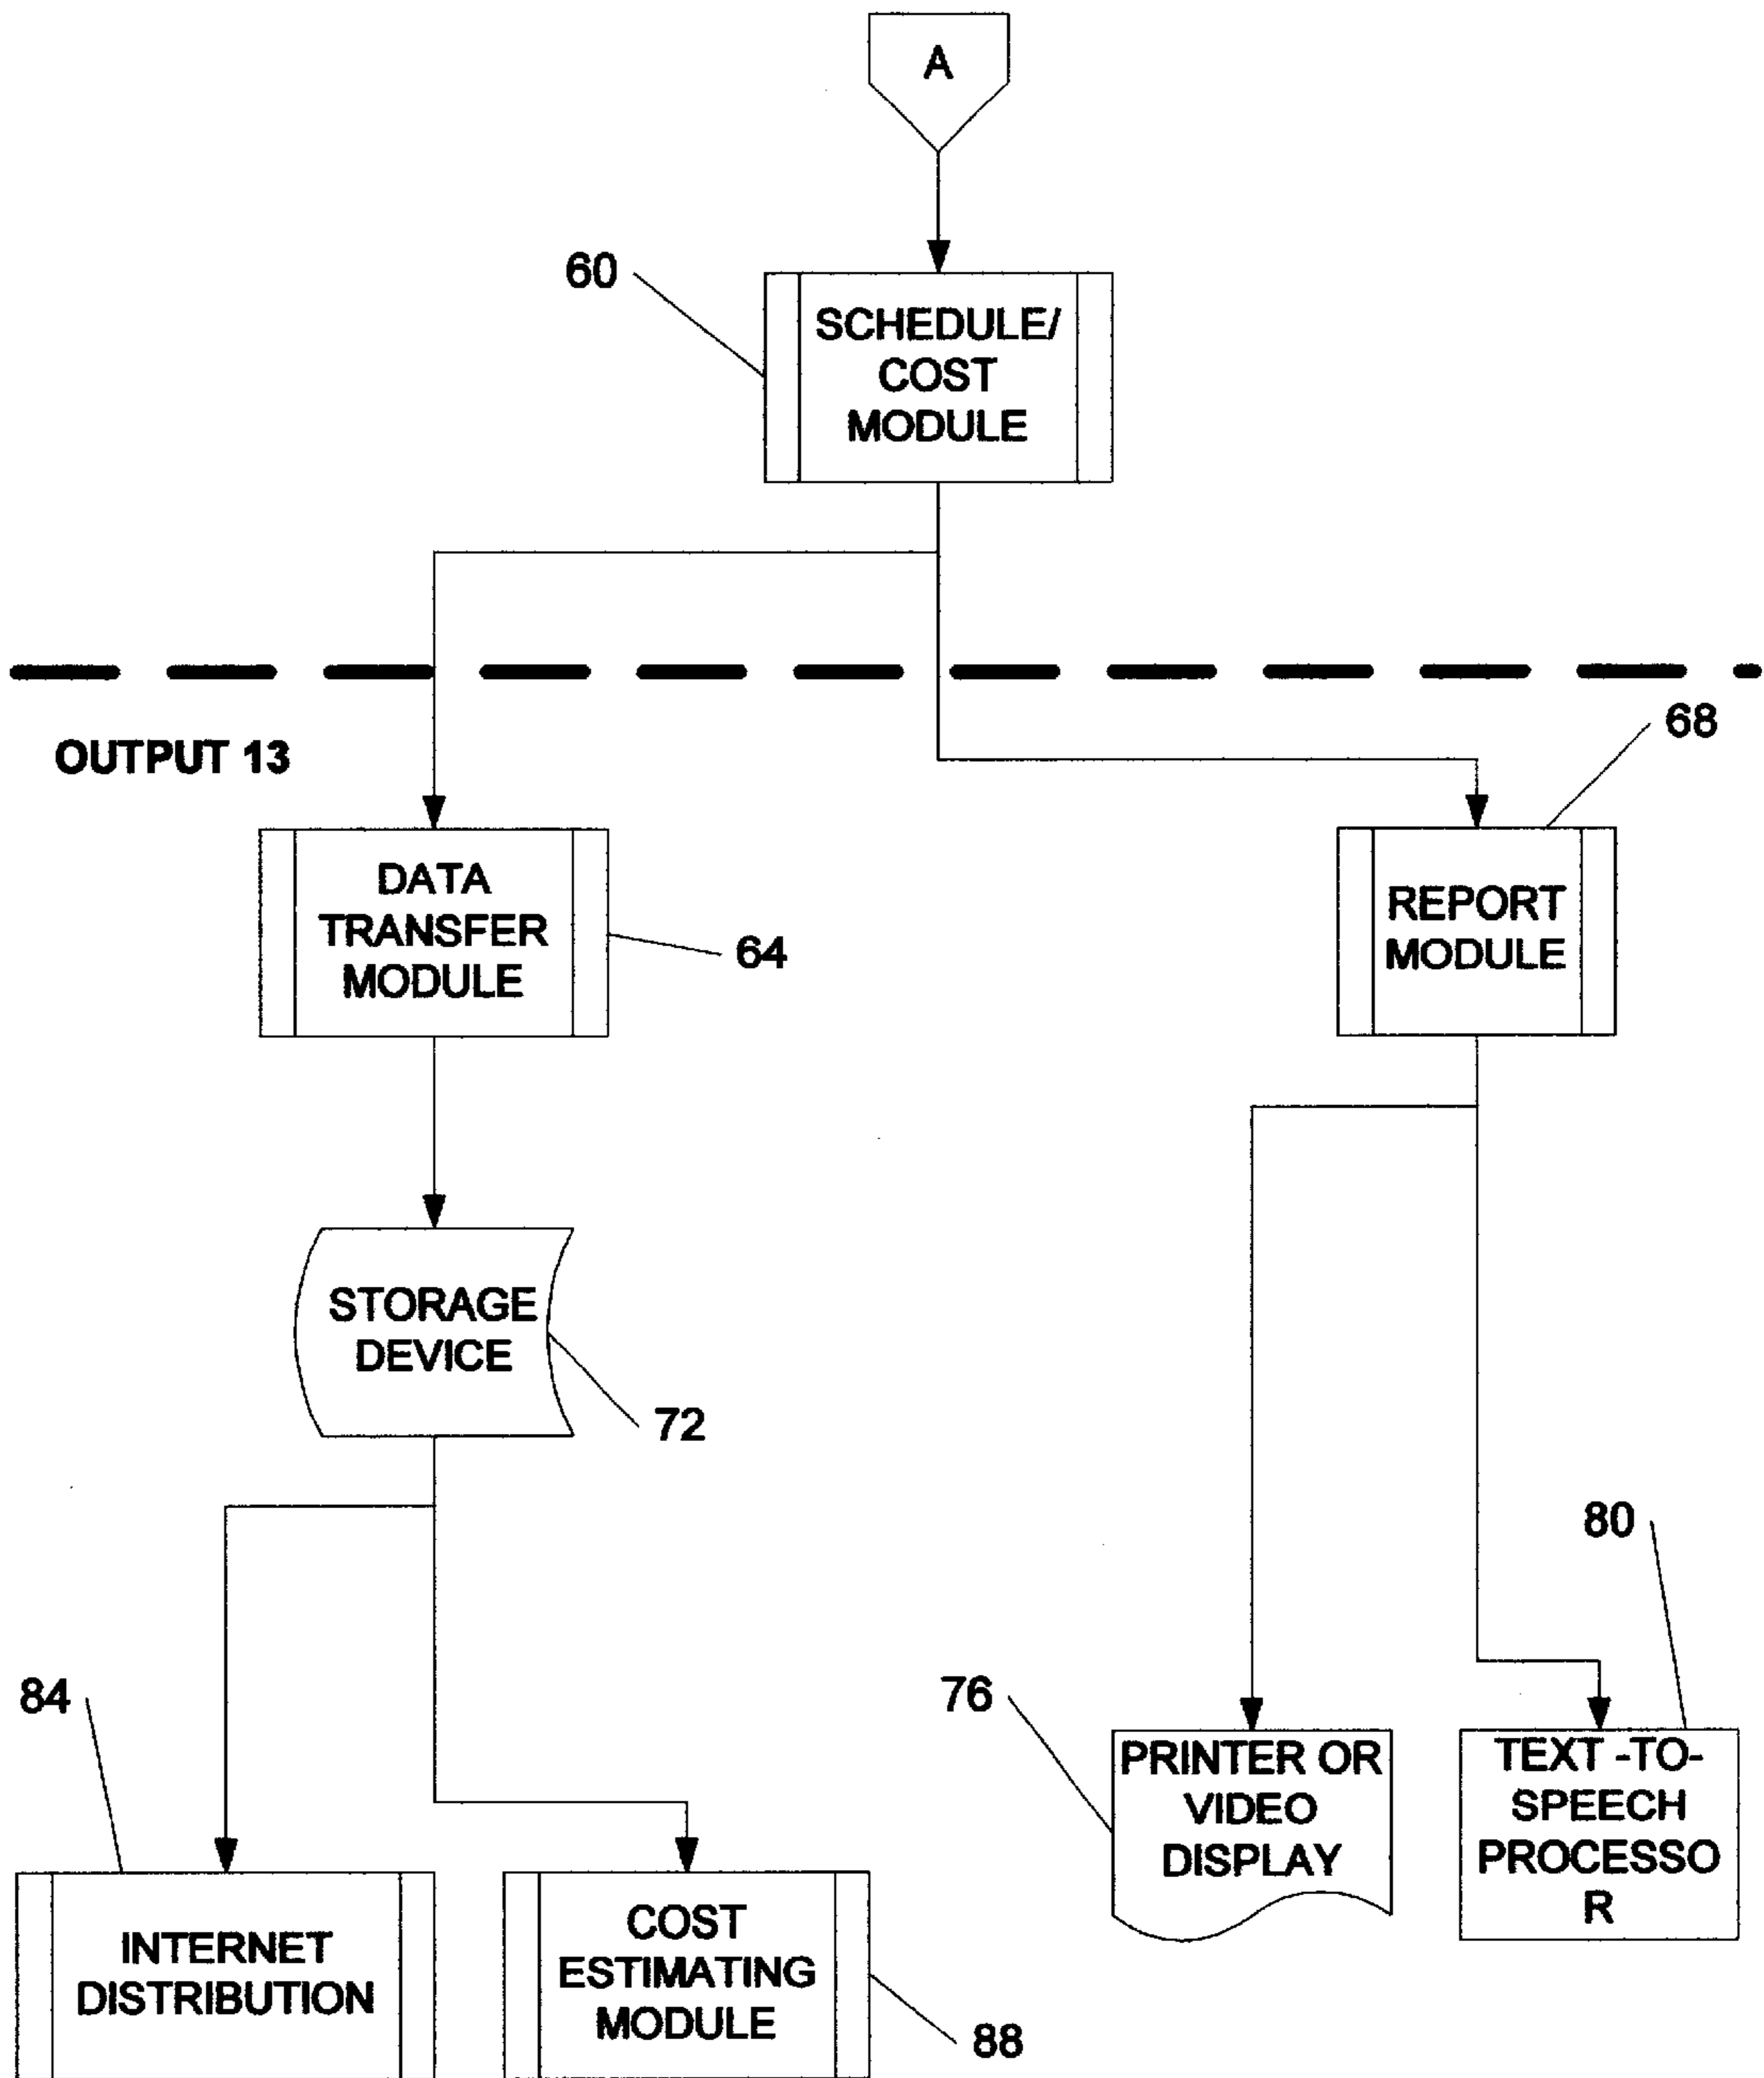 A
60
SCHEDULE/
COST
MODULE
OUTPUT 13
68
DATA
TRANSFER
MODULE
64
REPORT
MODULE
STORAGE
DEVICE
72
80
84
76
PRINTER OR
VIDEO
DISPLAY
TEXT -TO-
SPEECH
PROCESSO
R
INTERNET
DISTRIBUTION
COST
ESTIMATING
MODULE
88